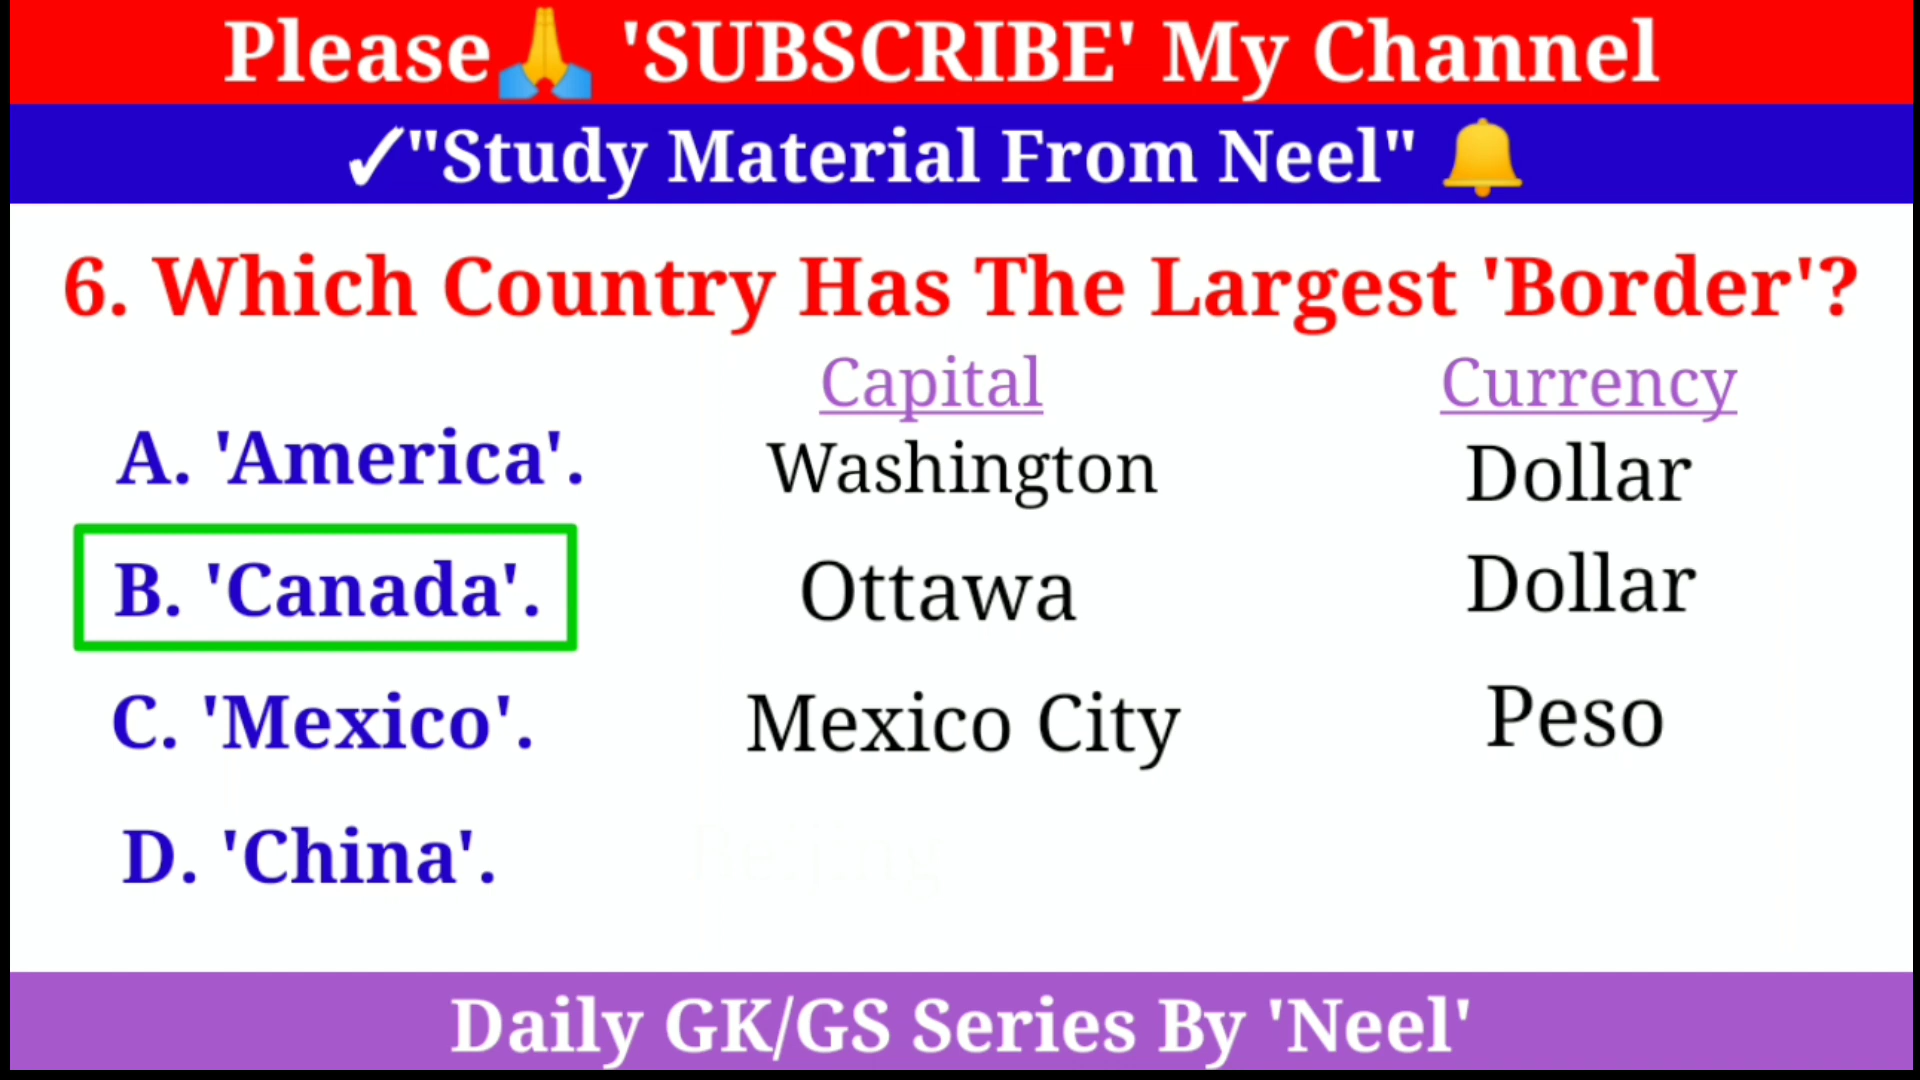 Please🙏 'SUBSCRIBE' My Channel
✓"Study Material From Neel" 🔔
6. Which Country Has The Largest 'Border'?
Capital Currency
A. 'America'. Washington Dollar
B. 'Canada'. Ottawa Dollar
C. 'Mexico'. Mexico City Peso
D. 'China'.
Daily GK/GS Series By 'Neel'